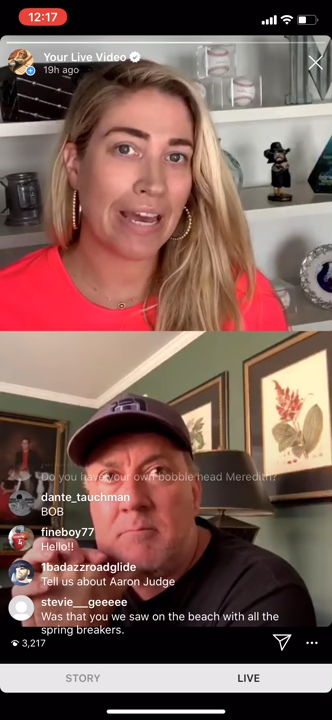 12:17
Your Live Video
19h ago
Do you have your own bobble head Meredith?
dante_tauchman
BOB
fineboy77
Hello!!
1badazzroadglide
Tell us about Aaron Judge
stevie__geeeee
Was that you we saw on the beach with all the
spring breakers.
3,217
STORY
LIVE